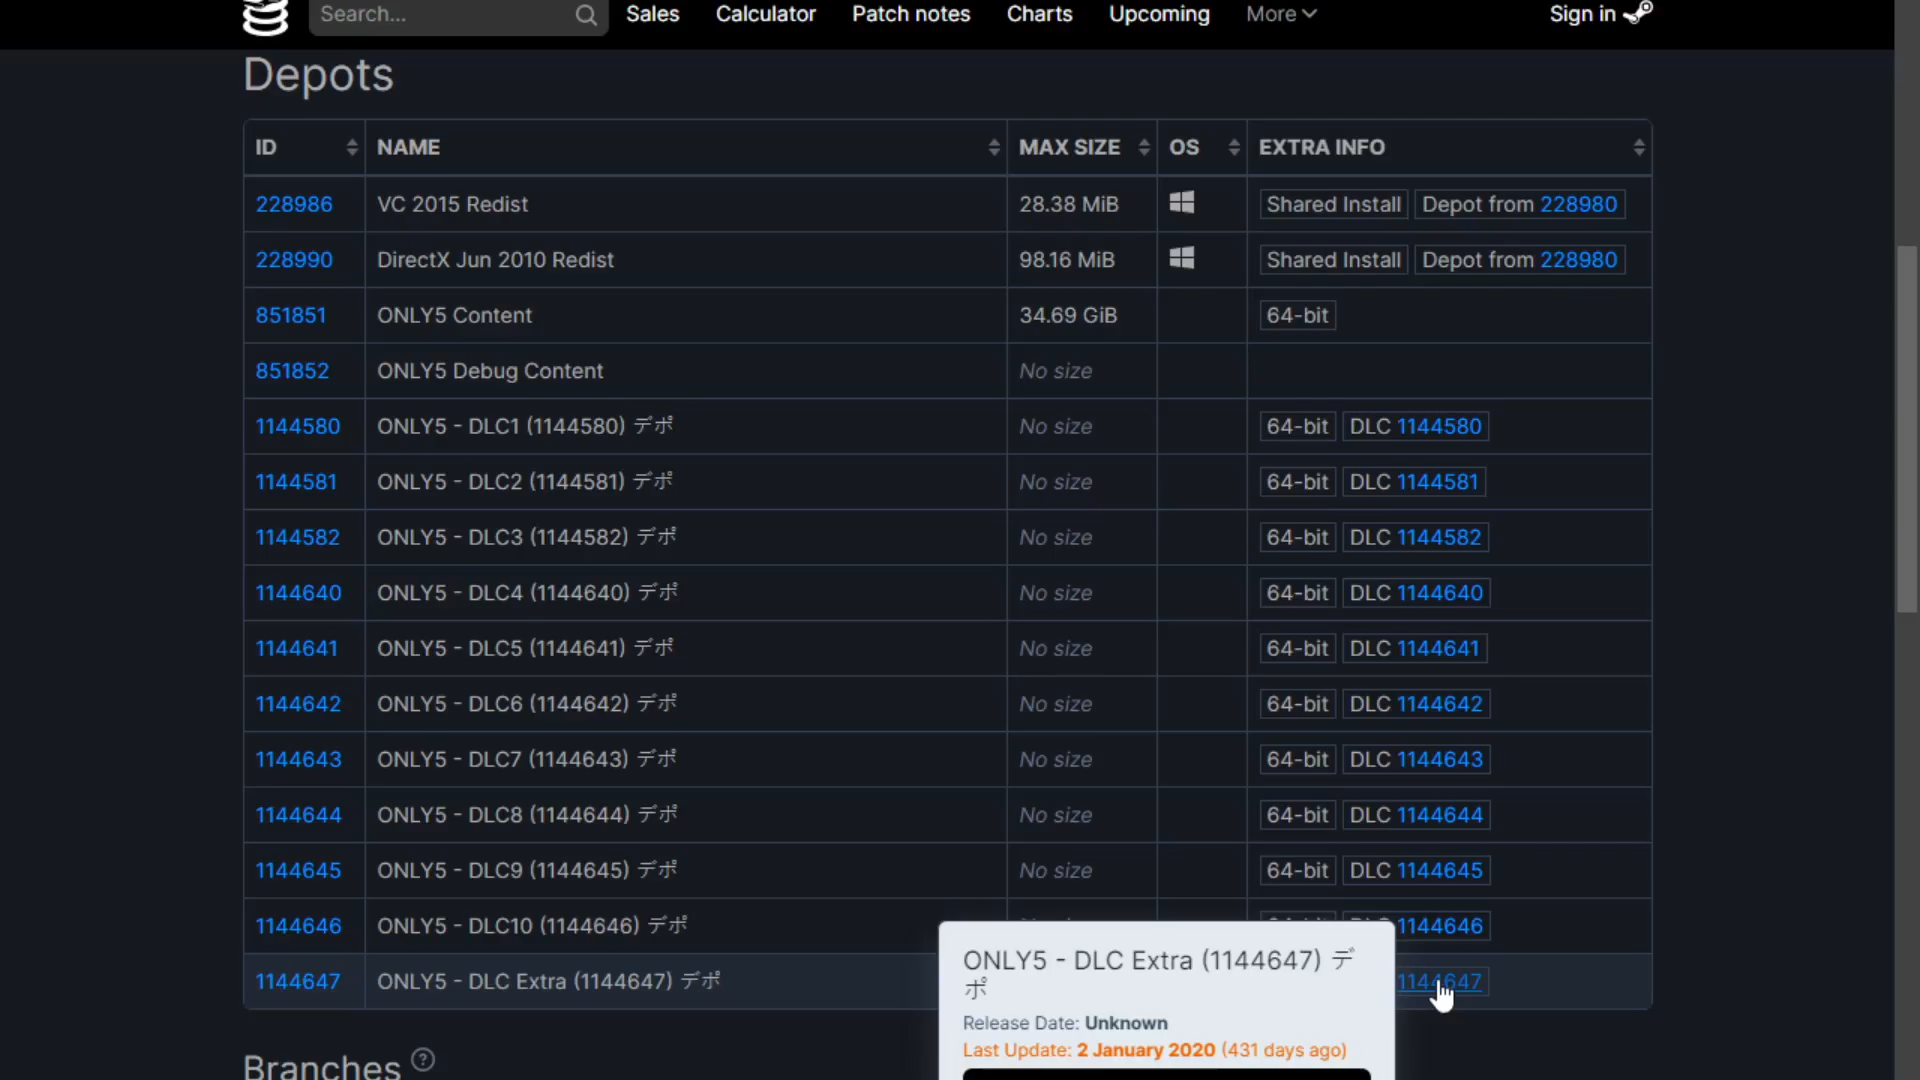 Search... Sales Calculator Patch notes Charts Upcoming More Sign in
Depots
ID NAME MAX SIZE OS EXTRA INFO
228986 VC 2015 Redist 28.38 MiB Shared Install Depot from 228980
228990 DirectX Jun 2010 Redist 98.16 MiB Shared Install Depot from 228980
851851 ONLY5 Content 34.69 GiB 64-bit
851852 ONLY5 Debug Content No size
1144580 ONLY5 - DLC1 (1144580) デポ No size 64-bit DLC 1144580
1144581 ONLY5 - DLC2 (1144581) デポ No size 64-bit DLC 1144581
1144582 ONLY5 - DLC3 (1144582) デポ No size 64-bit DLC 1144582
1144640 ONLY5 - DLC4 (1144640) デポ No size 64-bit DLC 1144640
1144641 ONLY5 - DLC5 (1144641) デポ No size 64-bit DLC 1144641
1144642 ONLY5 - DLC6 (1144642) デポ No size 64-bit DLC 1144642
1144643 ONLY5 - DLC7 (1144643) デポ No size 64-bit DLC 1144643
1144644 ONLY5 - DLC8 (1144644) デポ No size 64-bit DLC 1144644
1144645 ONLY5 - DLC9 (1144645) デポ No size 64-bit DLC 1144645
1144646 ONLY5 - DLC10 (1144646) デポ 1144646
1144647 ONLY5 - DLC Extra (1144647) デポ 1144647
ONLY5 - DLC Extra (1144647) デ
ポ
Release Date: Unknown
Last Update: 2 January 2020 (431 days ago)
Branches ?